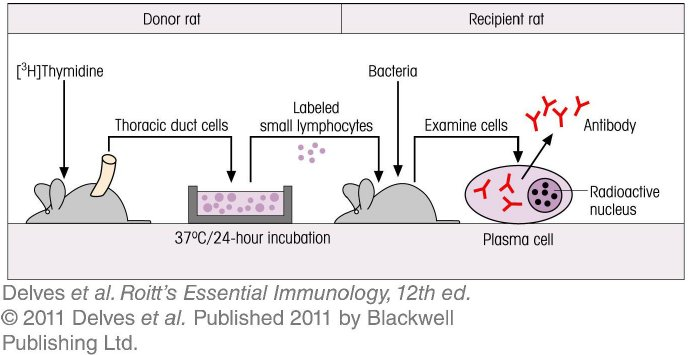 Donor rat
Recipient rat
[³H]Thymidine
Bacteria
Labeled
small lymphocytes
Thoracic duct cells
Examine cells
Antibody
Radioactive
nucleus
37ºC/24-hour incubation
Plasma cell
Delves et al. Roitt's Essential Immunology, 12th ed.
© 2011 Delves et al. Published 2011 by Blackwell
Publishing Ltd.